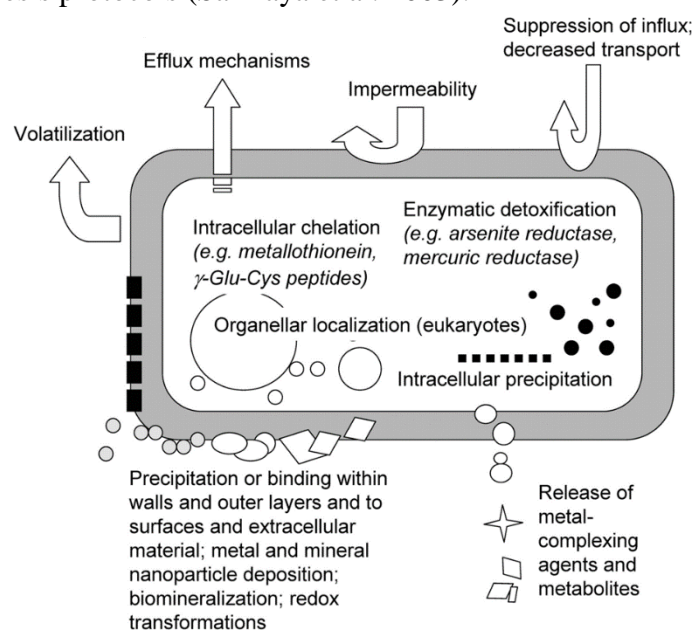 Suppression of influx;
decreased transport
Efflux mechanisms
Impermeability
Volatilization
Intracellular chelation
(e.g. metallothionein,
γ-Glu-Cys peptides)
Enzymatic detoxification
(e.g. arsenite reductase,
mercuric reductase)
Organellar localization (eukaryotes)
Intracellular precipitation
Precipitation or binding within
walls and outer layers and to
surfaces and extracellular
material; metal and mineral
nanoparticle deposition;
biomineralization; redox
transformations
Release of
metal-
complexing
agents and
metabolites